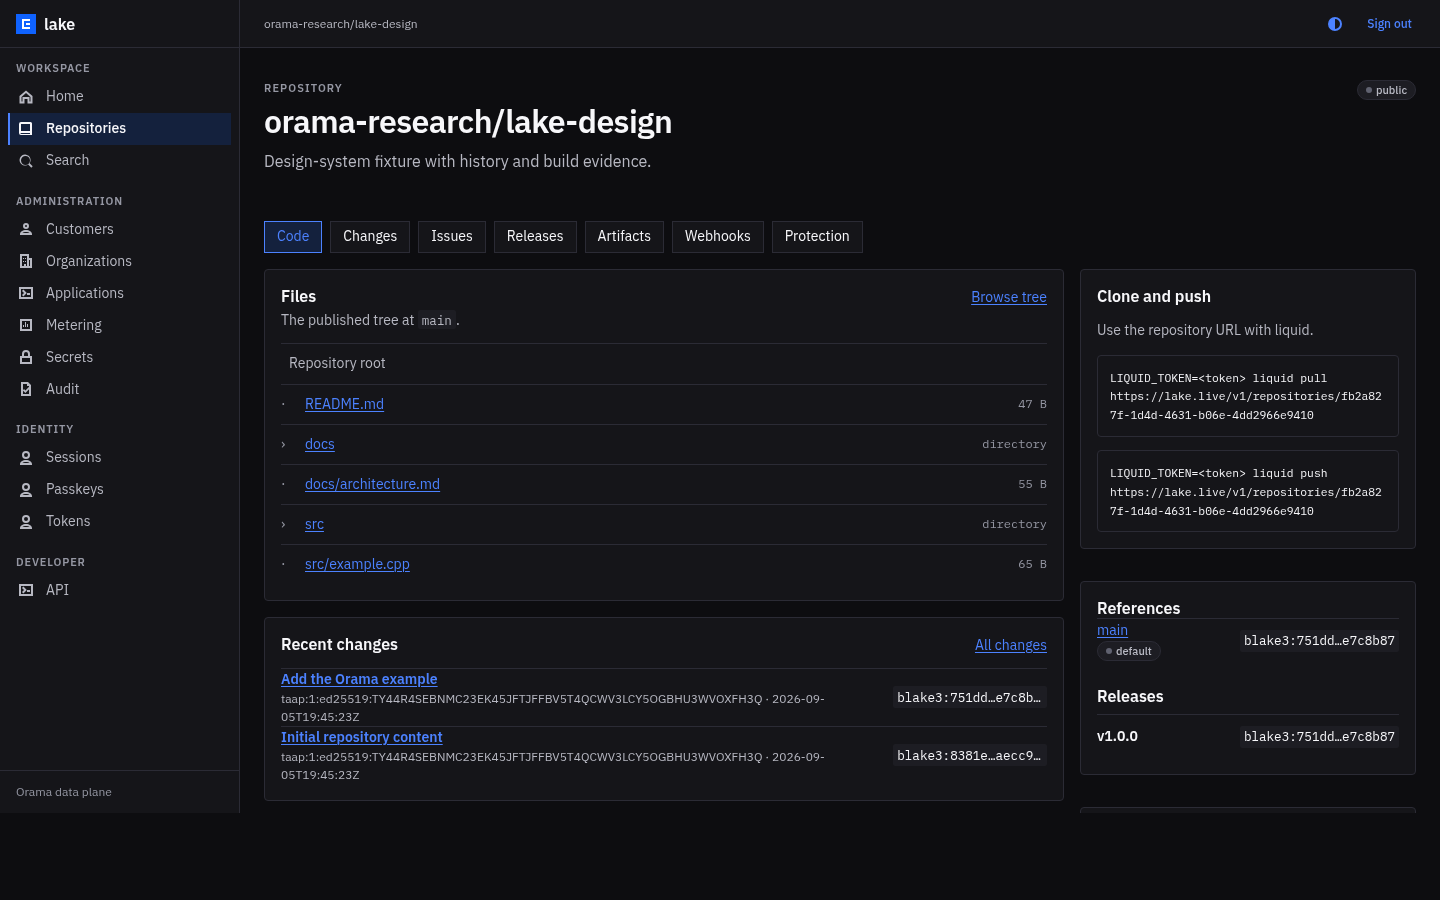 lake
orama-research/lake-design
Sign out
WORKSPACE
Home
Repositories
Search
ADMINISTRATION
Customers
Organizations
Applications
Metering
Secrets
Audit
IDENTITY
Sessions
Passkeys
Tokens
DEVELOPER
API
Orama data plane
REPOSITORY
public
orama-research/lake-design
Design-system fixture with history and build evidence.
Code
Changes
Issues
Releases
Artifacts
Webhooks
Protection
Files
Browse tree
The published tree at main.
Repository root
· README.md 47 B
› docs directory
· docs/architecture.md 55 B
› src directory
· src/example.cpp 65 B
Recent changes
All changes
Add the Orama example
taap:1:ed25519:TY44R4SEBNMC23EK45JFTJFFBV5T4QCWV3LCY5OGBHU3WVOXFH3Q · 2026-09-
05T19:45:23Z
blake3:751dd…e7c8b…
Initial repository content
taap:1:ed25519:TY44R4SEBNMC23EK45JFTJFFBV5T4QCWV3LCY5OGBHU3WVOXFH3Q · 2026-09-
05T19:45:23Z
blake3:8381e…aecc9…
Clone and push
Use the repository URL with liquid.
LIQUID_TOKEN=<token> liquid pull
https://lake.live/v1/repositories/fb2a82
7f-1d4d-4631-b06e-4dd2966e9410
LIQUID_TOKEN=<token> liquid push
https://lake.live/v1/repositories/fb2a82
7f-1d4d-4631-b06e-4dd2966e9410
References
main
default
blake3:751dd…e7c8b87
Releases
v1.0.0 blake3:751dd…e7c8b87